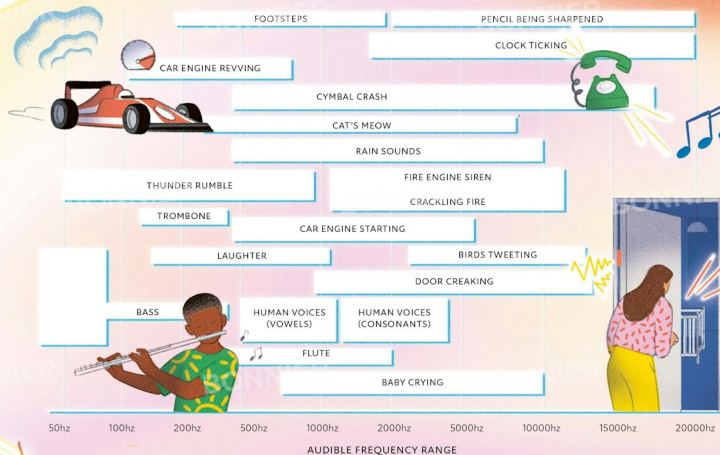 FOOTSTEPS
PENCIL BEING SHARPENED
CLOCK TICKING
CAR ENGINE REVVING
CYMBAL CRASH
CAT'S MEOW
RAIN SOUNDS
THUNDER RUMBLE
FIRE ENGINE SIREN
CRACKLING FIRE
TROMBONE
CAR ENGINE STARTING
LAUGHTER
BIRDS TWEETING
DOOR CREAKING
BASS
HUMAN VOICES
(VOWELS)
HUMAN VOICES
(CONSONANTS)
FLUTE
BABY CRYING
50hz 100hz 200hz 500hz 1000hz 2000hz 5000hz 10000hz 15000hz 20000hz
AUDIBLE FREQUENCY RANGE
BONNIER